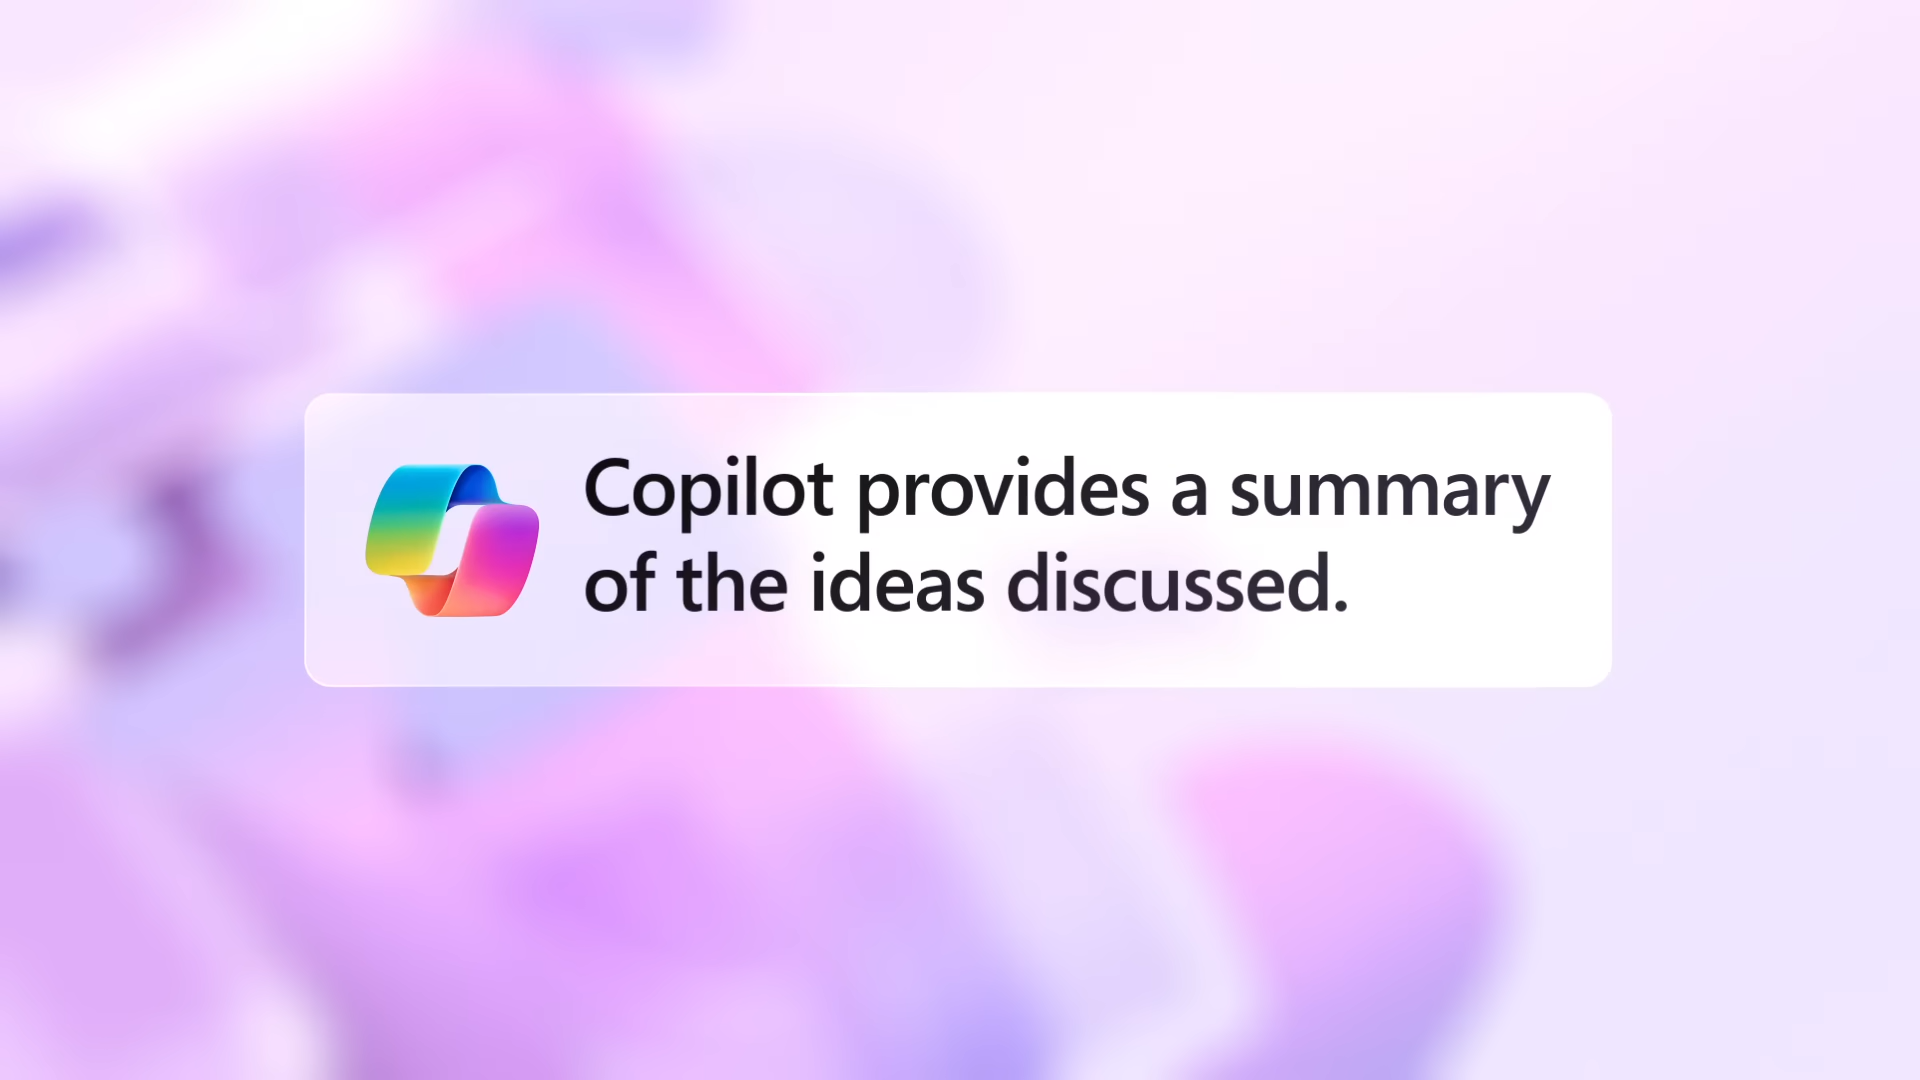 Copilot provides a summary
of the ideas discussed.